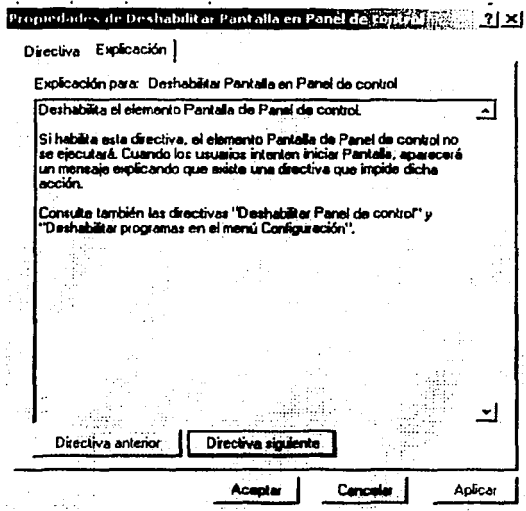 Propiedades de Deshabilitar Pantalla en Panel de control
Directiva Explicación
Explicación para: Deshabilitar Pantalla en Panel de control
Deshabilita el elemento Pantalla de Panel de control.
Si habilita esta directiva, el elemento Pantalla de Panel de control no
se ejecutará. Cuando los usuarios intenten iniciar Pantalla, aparecerá
un mensaje explicando que existe una directiva que impide dicha
acción.
Consulte también las directivas "Deshabilitar Panel de control" y
"Deshabilitar programas en el menú Configuración".
Directiva anterior Directiva siguiente
Aceptar Cancelar Aplicar